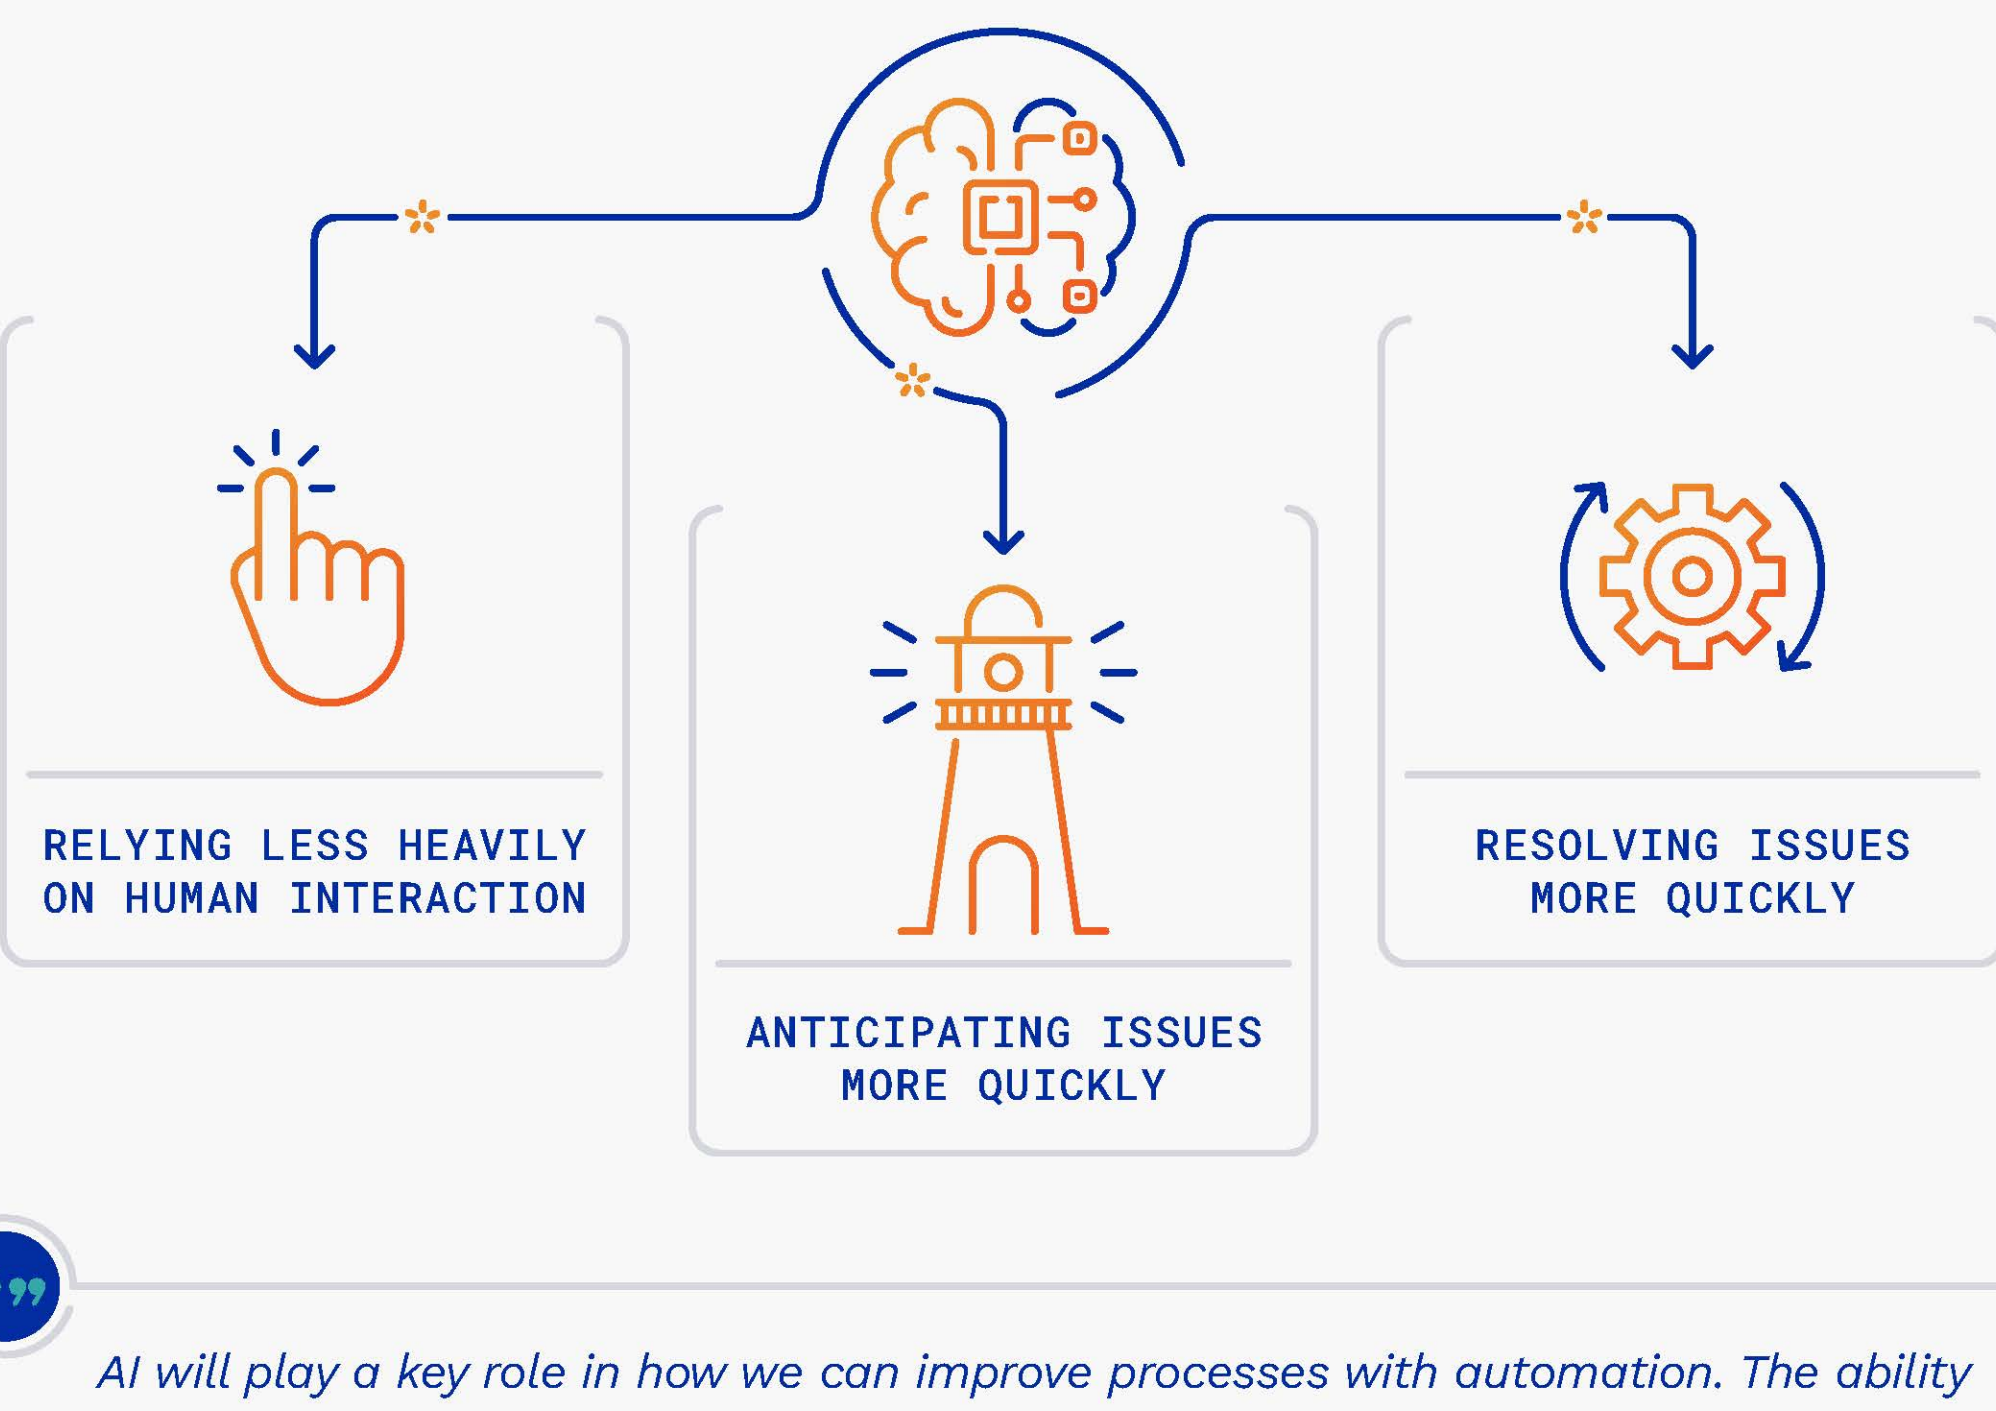 RELYING LESS HEAVILY
ON HUMAN INTERACTION
ANTICIPATING ISSUES
MORE QUICKLY
RESOLVING ISSUES
MORE QUICKLY
AI will play a key role in how we can improve processes with automation. The ability